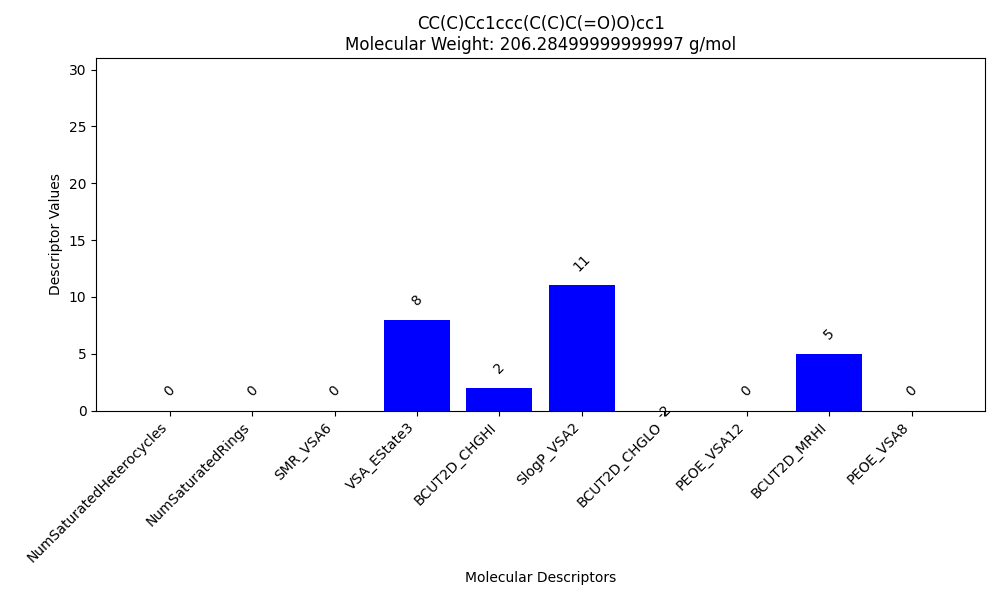 CC(C)Cc1ccc(C(C)C(=O)O)cc1
Molecular Weight: 206.28499999999997 g/mol
Descriptor Values
30
25
20
15
10
5
0
0
0
0
8
2
11
-2
0
5
0
NumSaturatedHeterocycles
NumSaturatedRings
SMR_VSA6
VSA_EState3
BCUT2D_CHGHI
SlogP_VSA2
BCUT2D_CHGLO
PEOE_VSA12
BCUT2D_MRHI
PEOE_VSA8
Molecular Descriptors